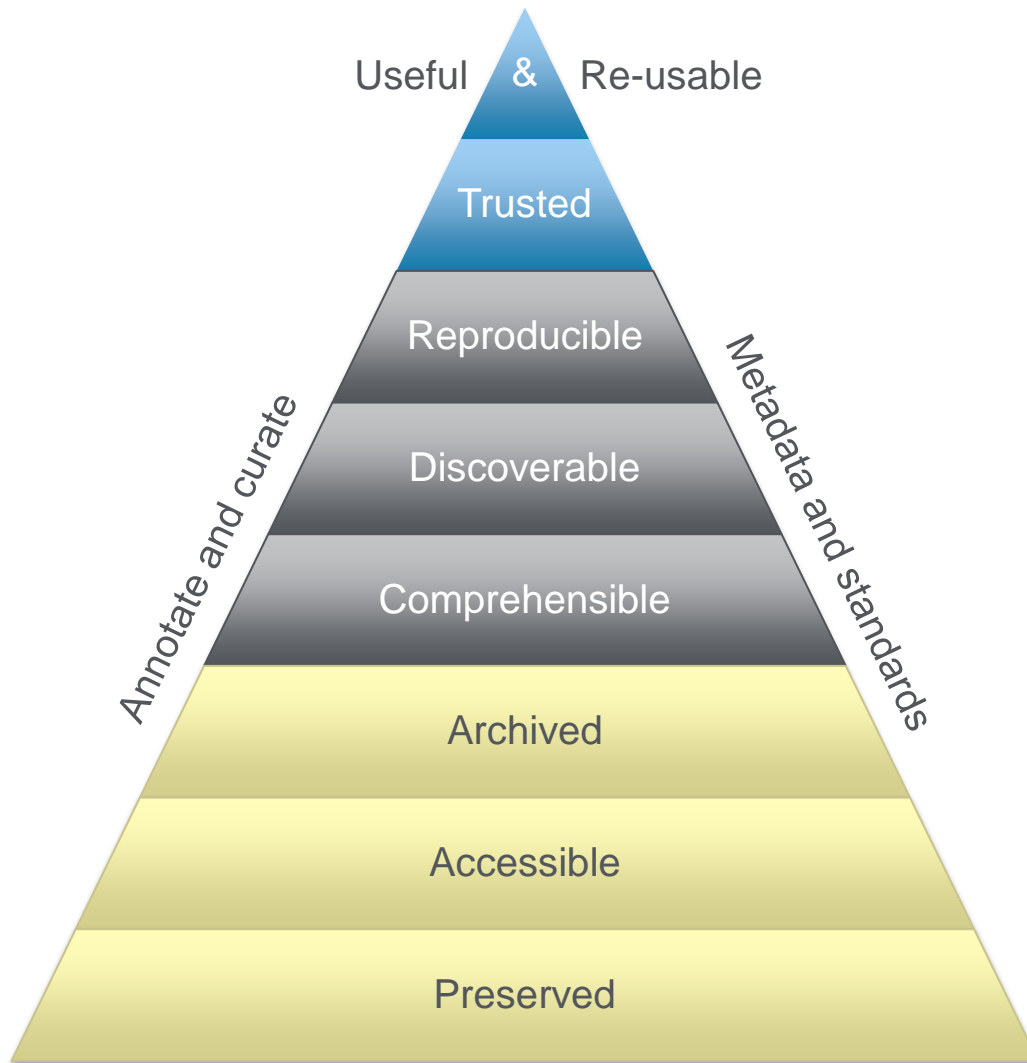 Useful & Re-usable
Trusted
Reproducible
Discoverable
Comprehensible
Archived
Accessible
Preserved
Annotate and curate
Metadata and standards